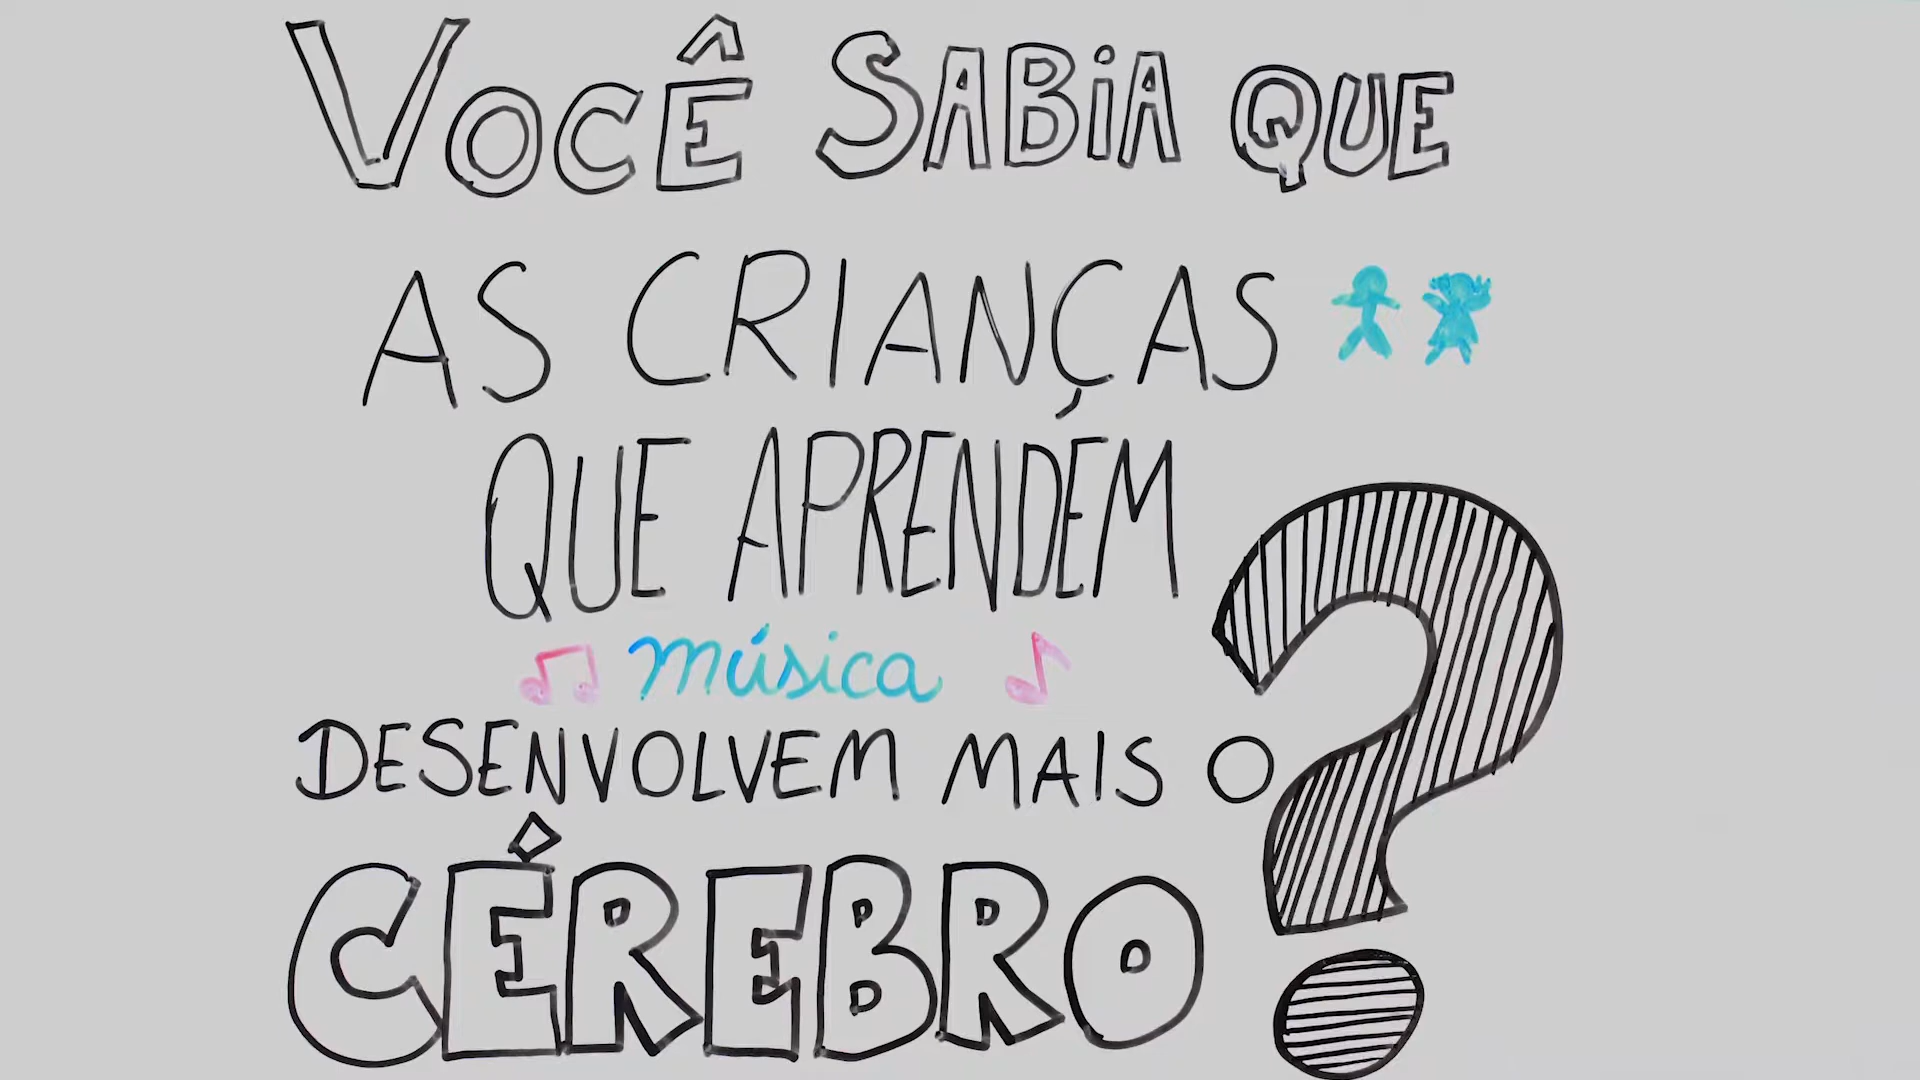 VOCÊ SABIA QUE
AS CRIANÇAS
QUE APRENDEM
música
DESENVOLVEM MAIS O
CÉREBRO?